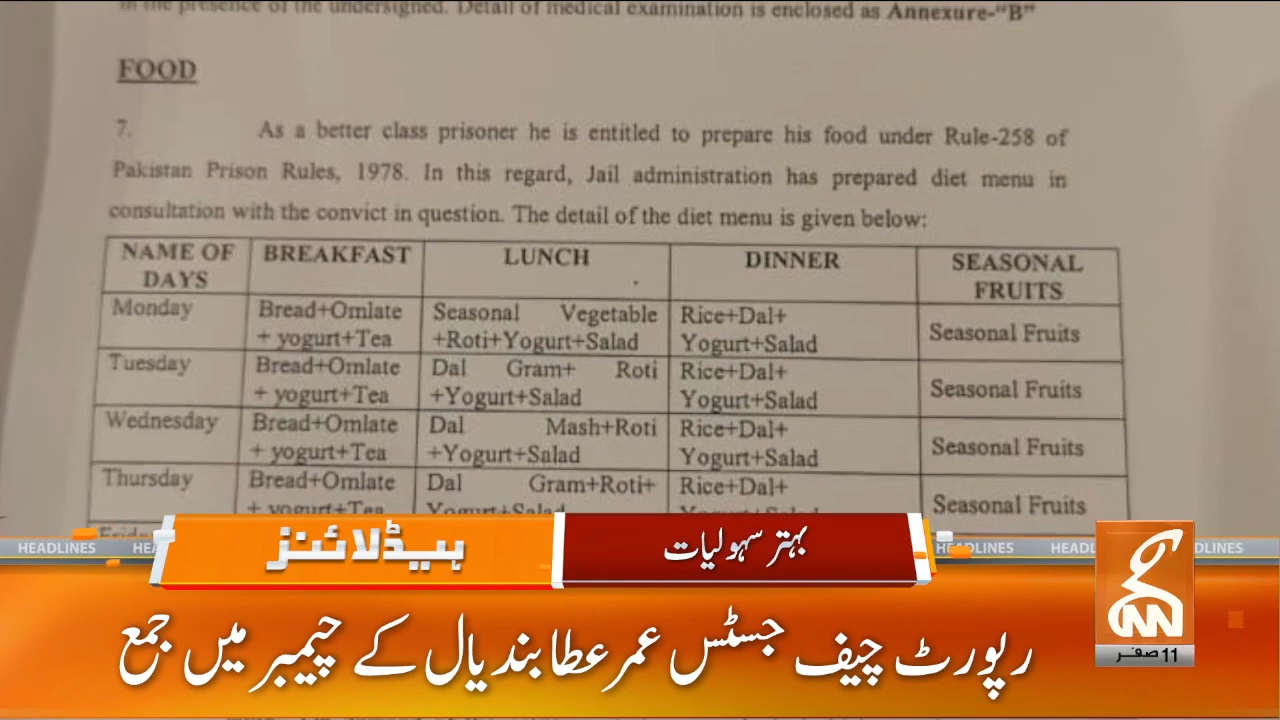 in the presence of the undersigned. Detail of medical examination is enclosed as Annexure-“B”
FOOD
7. As a better class prisoner he is entitled to prepare his food under Rule-258 of
Pakistan Prison Rules, 1978. In this regard, Jail administration has prepared diet menu in
consultation with the convict in question. The detail of the diet menu is given below:
NAME OF DAYS BREAKFAST LUNCH DINNER SEASONAL FRUITS
Monday Bread+Omlate Seasonal Vegetable Rice+Dal+ Seasonal Fruits
+ yogurt+Tea +Roti+Yogurt+Salad Yogurt+Salad
Tuesday Bread+Omlate Dal Gram+ Roti Rice+Dal+ Seasonal Fruits
+ yogurt+Tea +Yogurt+Salad Yogurt+Salad
Wednesday Bread+Omlate Dal Mash+Roti Rice+Dal+ Seasonal Fruits
+ yogurt+Tea +Yogurt+Salad Yogurt+Salad
Thursday Bread+Omlate Dal Gram+Roti+ Rice+Dal+ Seasonal Fruits
+ yogurt+Tea Yogurt+Salad Yogurt+Salad
HEADLINES
ہیڈلائنز
بہتر سہولیات
رپورٹ چیف جسٹس عمر عطا بندیال کے چیمبر میں جمع
GNN
11 صفر